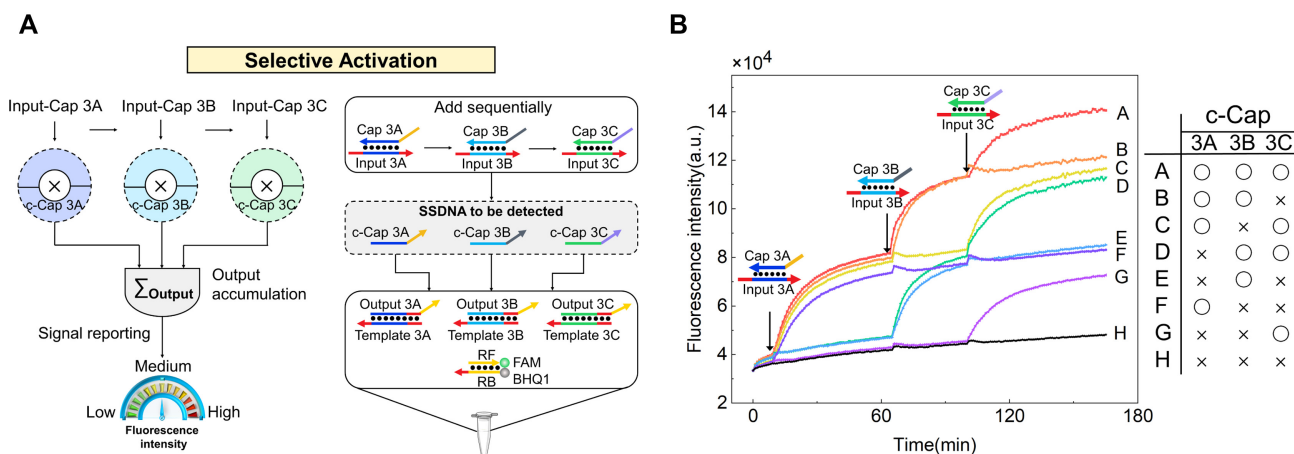 A
Selective Activation
Input-Cap 3A
Input-Cap 3B
Input-Cap 3C
×
×
×
c-Cap 3A
c-Cap 3B
c-Cap 3C
ΣOutput
Output
accumulation
Signal reporting
Medium
Low
High
Fluorescence
intensity
Add sequentially
Cap 3A
Input 3A
Cap 3B
Input 3B
Cap 3C
Input 3C
SSDNA to be detected
c-Cap 3A
c-Cap 3B
c-Cap 3C
Output 3A
Output 3B
Output 3C
Template 3A
Template 3B
Template 3C
RF
FAM
RB
BHQ1
B
×10⁴
14
12
10
8
6
4
2
Fluorescence intensity(a.u.)
0
60
120
180
Time(min)
Cap 3A
Input 3A
Cap 3B
Input 3B
Cap 3C
Input 3C
A
B
C
D
E
F
G
H
c-Cap
3A 3B 3C
A ○ ○ ○
B ○ ○ ×
C ○ × ○
D × ○ ○
E × ○ ×
F ○ × ×
G × × ○
H × × ×